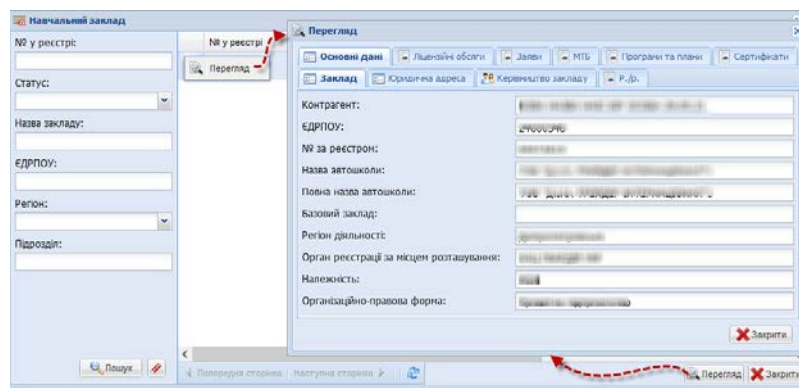 Навчальний заклад
№ у реєстрі:
Статус:
Назва закладу:
ЄДРПОУ:
Регіон:
Підрозділ:
Пошук
№ у реєстрі
Перегляд
Перегляд
Основні дані Ліцензійні обсяги Заяви МТБ Програми та плани Сертифікати
Заклад Юридична адреса Керівництво закладу Р./р.
Контрагент:
ЄДРПОУ:
№ за реєстром:
Назва автошколи:
Повна назва автошколи:
Базовий заклад:
Регіон діяльності:
Орган реєстрації за місцем розташування:
Належність:
Організаційно-правова форма:
Закрити
Попередня сторінка Наступна сторінка
Перегляд Закрити